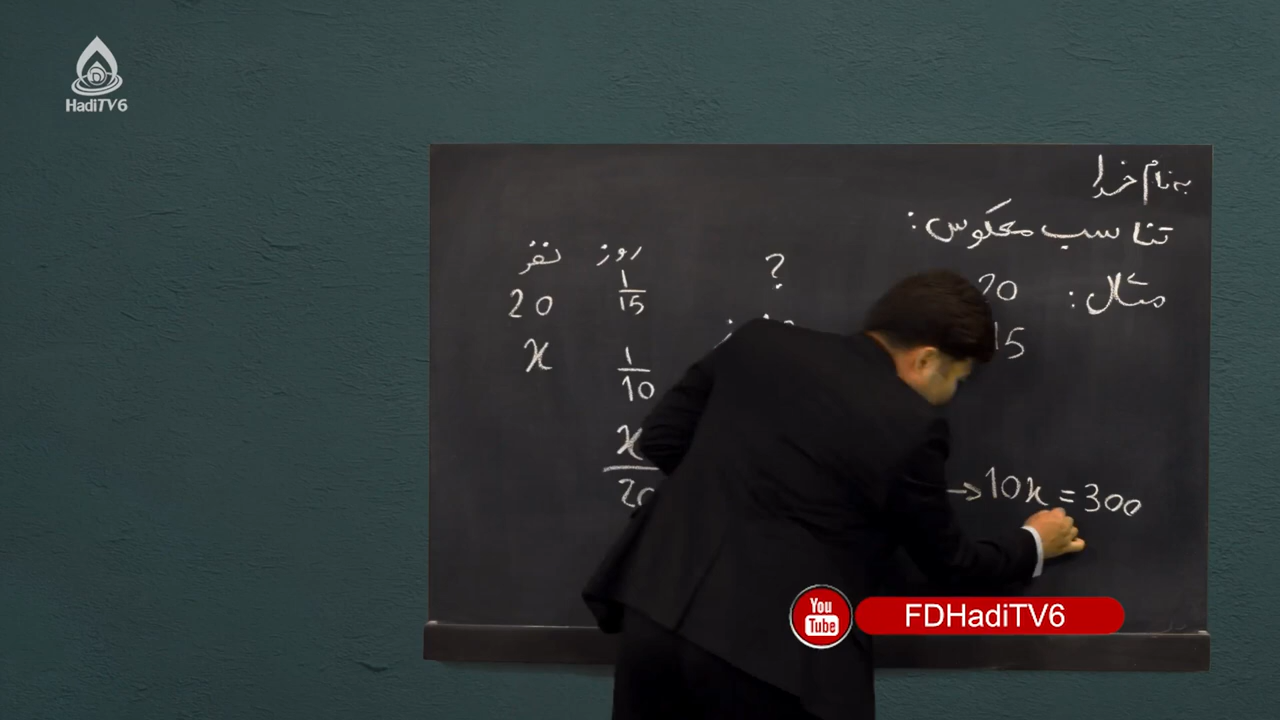 HadiTV6
به نام خدا
تناسب معکوس :
مثال : 20
15
?
نفر روز
20 1/15
x 1/10
x/20
→ 10x = 300
You
Tube
FDHadiTV6